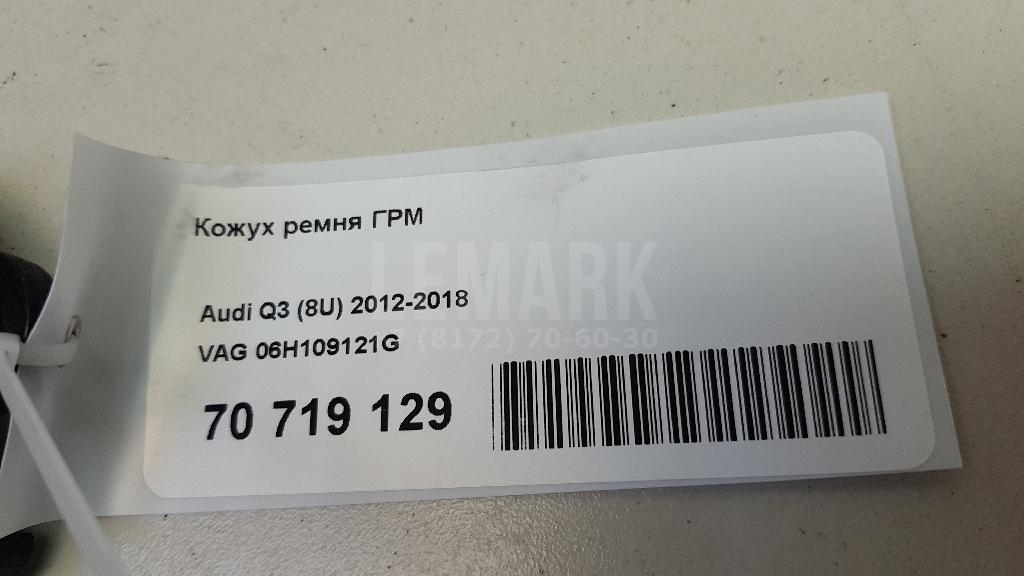 Кожух ремня ГРМ
LEMARK
Audi Q3 (8U) 2012-2018
(8172) 70-60-30
VAG 06H109121G
70 719 129